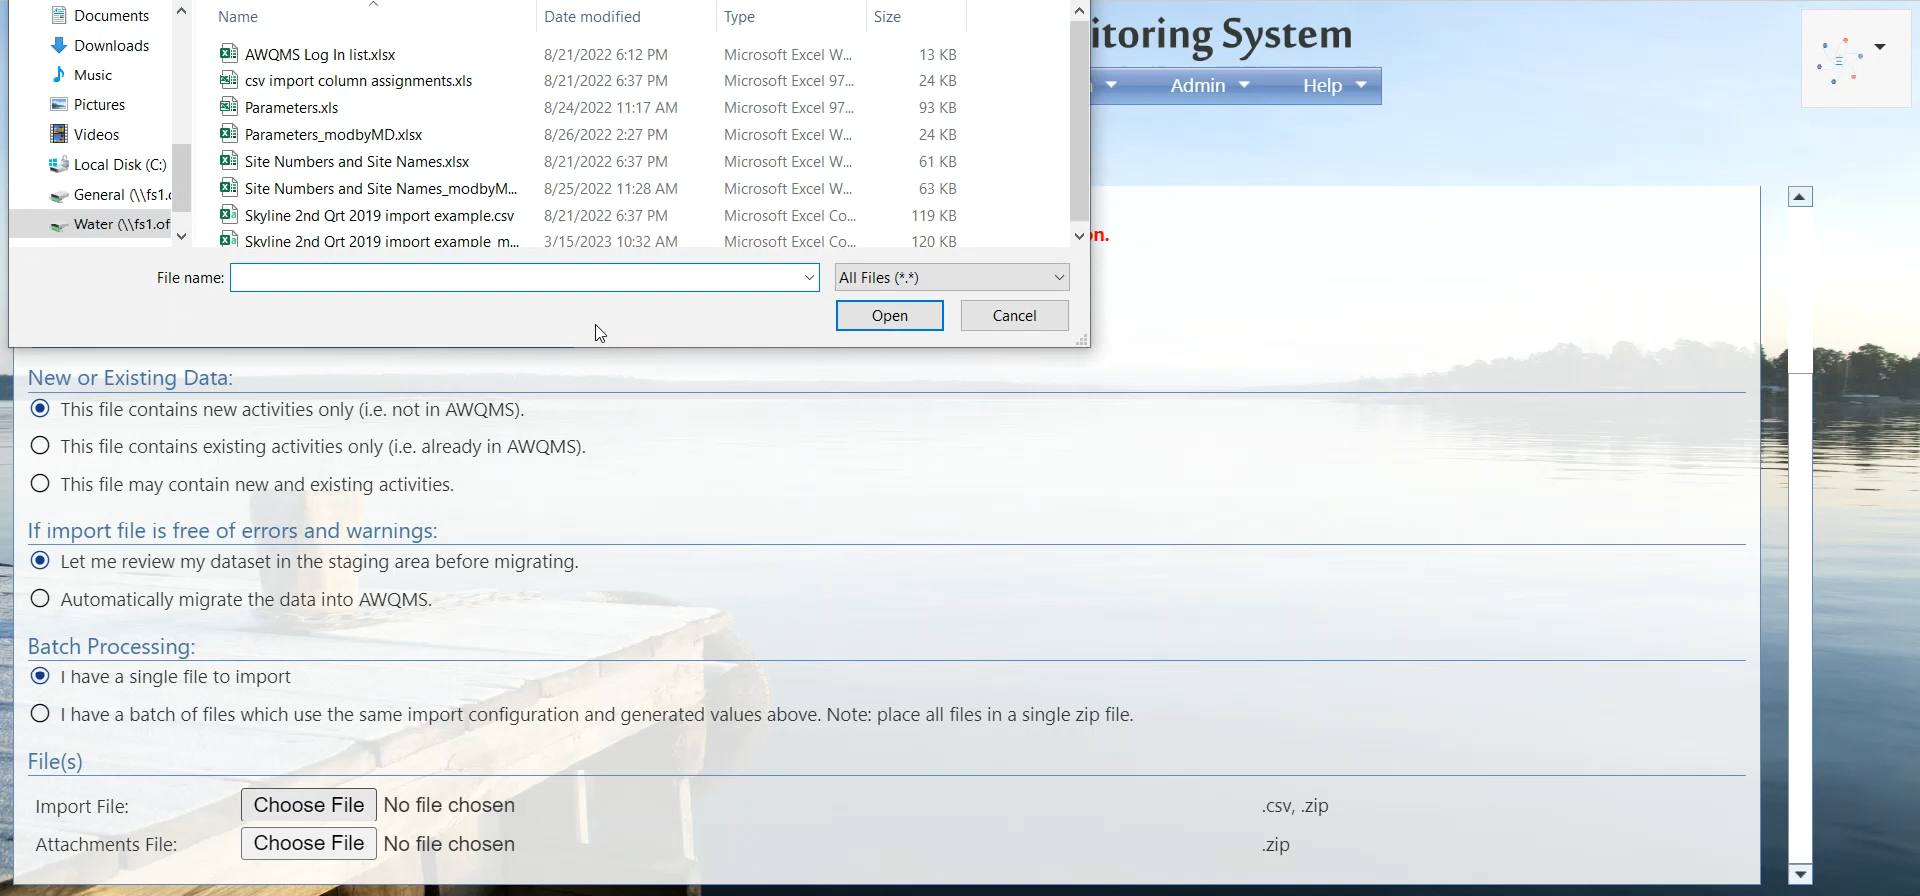 Documents
Downloads
Music
Pictures
Videos
Local Disk (C:)
General (\\fs1.
Water (\\fs1.of
Name Date modified Type Size
AWQMS Log In list.xlsx 8/21/2022 6:12 PM Microsoft Excel W... 13 KB
csv import column assignments.xls 8/21/2022 6:37 PM Microsoft Excel 97... 24 KB
Parameters.xls 8/24/2022 11:17 AM Microsoft Excel 97... 93 KB
Parameters_modbyMD.xlsx 8/26/2022 2:27 PM Microsoft Excel W... 24 KB
Site Numbers and Site Names.xlsx 8/21/2022 6:37 PM Microsoft Excel W... 61 KB
Site Numbers and Site Names_modbyM... 8/25/2022 11:28 AM Microsoft Excel W... 63 KB
Skyline 2nd Qrt 2019 import example.csv 8/21/2022 6:37 PM Microsoft Excel Co... 119 KB
Skyline 2nd Qrt 2019 import example_m... 3/15/2023 10:32 AM Microsoft Excel Co... 120 KB
File name: All Files (*.*)
Open Cancel
itoring System
Admin Help
on.
New or Existing Data:
This file contains new activities only (i.e. not in AWQMS).
This file contains existing activities only (i.e. already in AWQMS).
This file may contain new and existing activities.
If import file is free of errors and warnings:
Let me review my dataset in the staging area before migrating.
Automatically migrate the data into AWQMS.
Batch Processing:
I have a single file to import
I have a batch of files which use the same import configuration and generated values above. Note: place all files in a single zip file.
File(s)
Import File: Choose File No file chosen .csv, .zip
Attachments File: Choose File No file chosen .zip